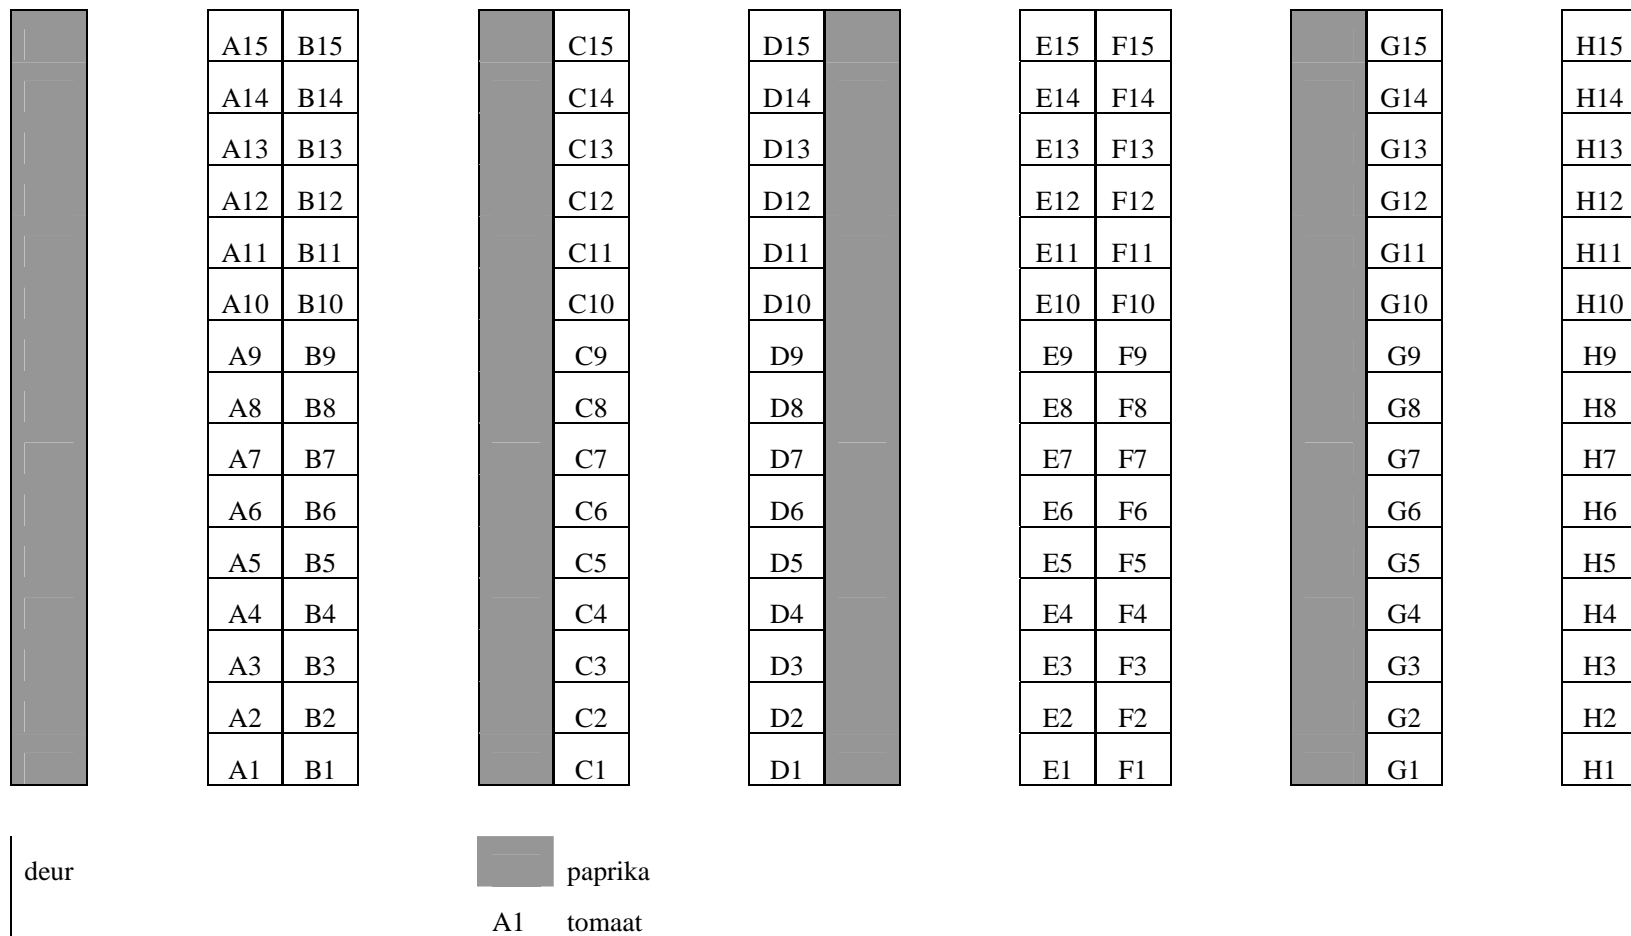 A15 B15 C15 D15 E15 F15 G15 H15
A14 B14 C14 D14 E14 F14 G14 H14
A13 B13 C13 D13 E13 F13 G13 H13
A12 B12 C12 D12 E12 F12 G12 H12
A11 B11 C11 D11 E11 F11 G11 H11
A10 B10 C10 D10 E10 F10 G10 H10
A9 B9 C9 D9 E9 F9 G9 H9
A8 B8 C8 D8 E8 F8 G8 H8
A7 B7 C7 D7 E7 F7 G7 H7
A6 B6 C6 D6 E6 F6 G6 H6
A5 B5 C5 D5 E5 F5 G5 H5
A4 B4 C4 D4 E4 F4 G4 H4
A3 B3 C3 D3 E3 F3 G3 H3
A2 B2 C2 D2 E2 F2 G2 H2
A1 B1 C1 D1 E1 F1 G1 H1
deur paprika
A1 tomaat